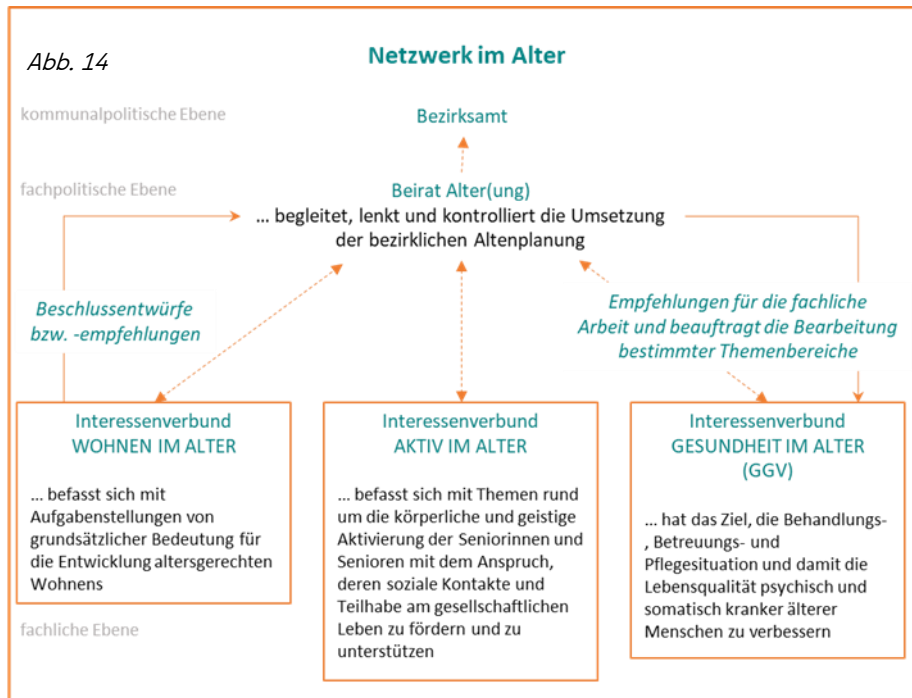 Abb. 14
Netzwerk im Alter
kommunalpolitische Ebene
Bezirksamt
fachpolitische Ebene
Beirat Alter(ung)
... begleitet, lenkt und kontrolliert die Umsetzung
der bezirklichen Altenplanung
Beschlussentwürfe
bzw. -empfehlungen
Empfehlungen für die fachliche
Arbeit und beauftragt die Bearbeitung
bestimmter Themenbereiche
Interessenverbund
WOHNEN IM ALTER
... befasst sich mit
Aufgabenstellungen von
grundsätzlicher Bedeutung für
die Entwicklung altersgerechten
Wohnens
Interessenverbund
AKTIV IM ALTER
... befasst sich mit Themen rund
um die körperliche und geistige
Aktivierung der Seniorinnen und
Senioren mit dem Anspruch,
deren soziale Kontakte und
Teilhabe am gesellschaftlichen
Leben zu fördern und zu
unterstützen
Interessenverbund
GESUNDHEIT IM ALTER
(GGV)
... hat das Ziel, die Behandlungs-
, Betreuungs- und
Pflegesituation und damit die
Lebensqualität psychisch und
somatisch kranker älterer
Menschen zu verbessern
fachliche Ebene